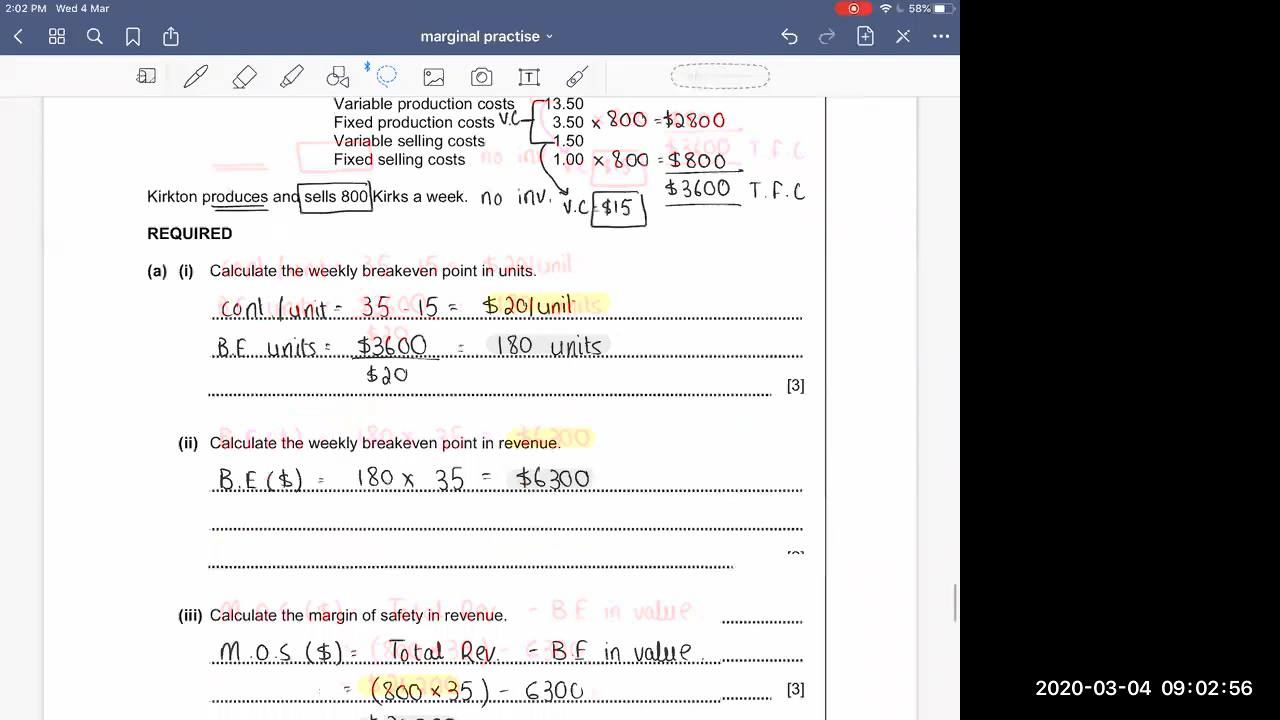 2:02 PM Wed 4 Mar
58%
marginal practise
Variable production costs 13.50
Fixed production costs V.C 3.50 × 800 = $2800
Variable selling costs 1.50
Fixed selling costs 1.00 × 800 = $800
$3600 T.F.C
Kirkton produces and sells 800 Kirks a week. no inv. V.C = $15
REQUIRED
(a) (i) Calculate the weekly breakeven point in units.
cont/unit = 35 - 15 = $20/unit
B.E units = $3600 = 180 units
$20
[3]
(ii) Calculate the weekly breakeven point in revenue.
B.E ($) = 180 × 35 = $6300
(iii) Calculate the margin of safety in revenue.
M.O.S ($) = Total Rev. - B.E in value
= (800 × 35) - 6300
[3]
2020-03-04 09:02:56